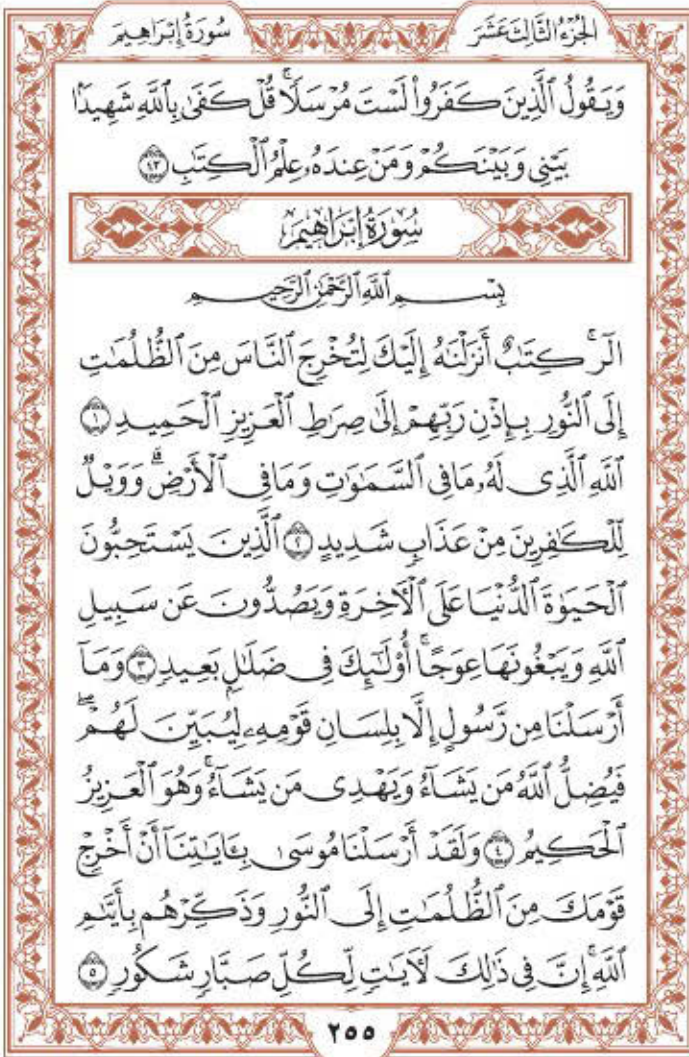 الجُزْءُ الثَّالِثَ عَشَرَ
سُورَةُ إِبْرَاهِيمَ
وَيَقُولُ ٱلَّذِينَ كَفَرُواْ لَسْتَ مُرْسَلًاۚ قُلْ كَفَىٰ بِٱللَّهِ شَهِيدًۢا
بَيْنِي وَبَيْنَكُمْ وَمَنْ عِندَهُۥ عِلْمُ ٱلْكِتَٰبِ ٤٣
سُورَةُ إِبْرَاهِيمَ
بِسْمِ ٱللَّهِ ٱلرَّحْمَٰنِ ٱلرَّحِيمِ
الٓرۚ كِتَٰبٌ أَنزَلْنَٰهُ إِلَيْكَ لِتُخْرِجَ ٱلنَّاسَ مِنَ ٱلظُّلُمَٰتِ
إِلَى ٱلنُّورِ بِإِذْنِ رَبِّهِمْ إِلَىٰ صِرَٰطِ ٱلْعَزِيزِ ٱلْحَمِيدِ ١
ٱللَّهِ ٱلَّذِي لَهُۥ مَا فِي ٱلسَّمَٰوَٰتِ وَمَا فِي ٱلْأَرْضِۗ وَوَيْلٌ
لِّلْكَٰفِرِينَ مِنْ عَذَابٍ شَدِيدٍ ٢ ٱلَّذِينَ يَسْتَحِبُّونَ
ٱلْحَيَوٰةَ ٱلدُّنْيَا عَلَى ٱلْأٓخِرَةِ وَيَصُدُّونَ عَن سَبِيلِ
ٱللَّهِ وَيَبْغُونَهَا عِوَجًاۚ أُوْلَٰٓئِكَ فِي ضَلَٰلٍۭ بَعِيدٍ ٣ وَمَآ
أَرْسَلْنَا مِن رَّسُولٍ إِلَّا بِلِسَانِ قَوْمِهِۦ لِيُبَيِّنَ لَهُمْۖ
فَيُضِلُّ ٱللَّهُ مَن يَشَآءُ وَيَهْدِي مَن يَشَآءُۚ وَهُوَ ٱلْعَزِيزُ
ٱلْحَكِيمُ ٤ وَلَقَدْ أَرْسَلْنَا مُوسَىٰ بِـَٔايَٰتِنَآ أَنْ أَخْرِجْ
قَوْمَكَ مِنَ ٱلظُّلُمَٰتِ إِلَى ٱلنُّورِ وَذَكِّرْهُم بِأَيَّىٰمِ
ٱللَّهِۚ إِنَّ فِي ذَٰلِكَ لَأٓيَٰتٍ لِّكُلِّ صَبَّارٍ شَكُورٍ ٥
٢٥٥